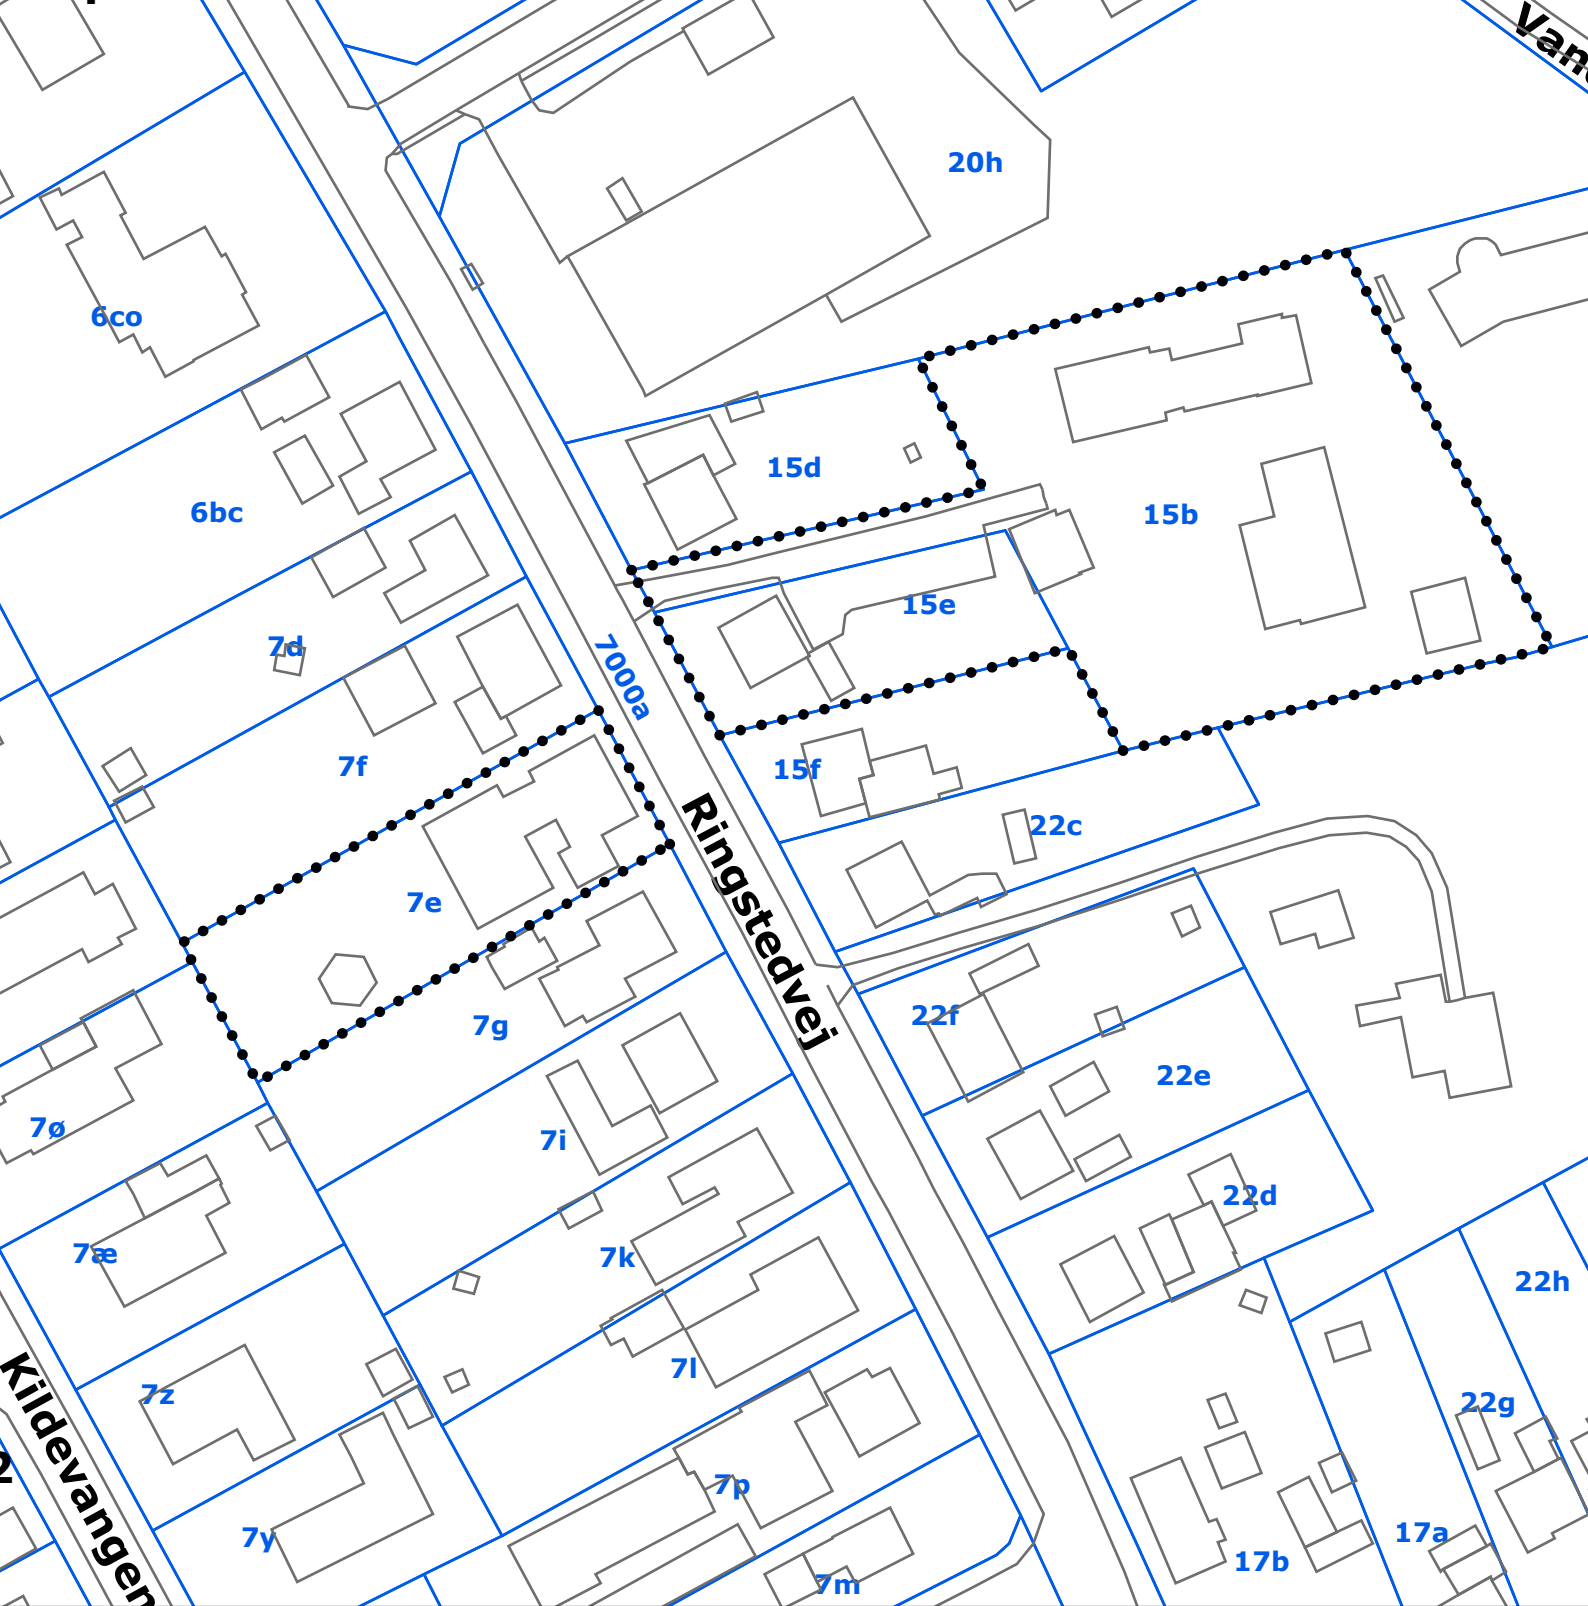 Vand
20h
6co
15d
6bc
15b
15e
7d
7000a
7f
15f
22c
Ringstedvej
7e
22f
7g
22e
7ø
7i
22d
7æ
7k
22h
7l
7z
22g
Kildevangen
7p
17a
7y
17b
7m